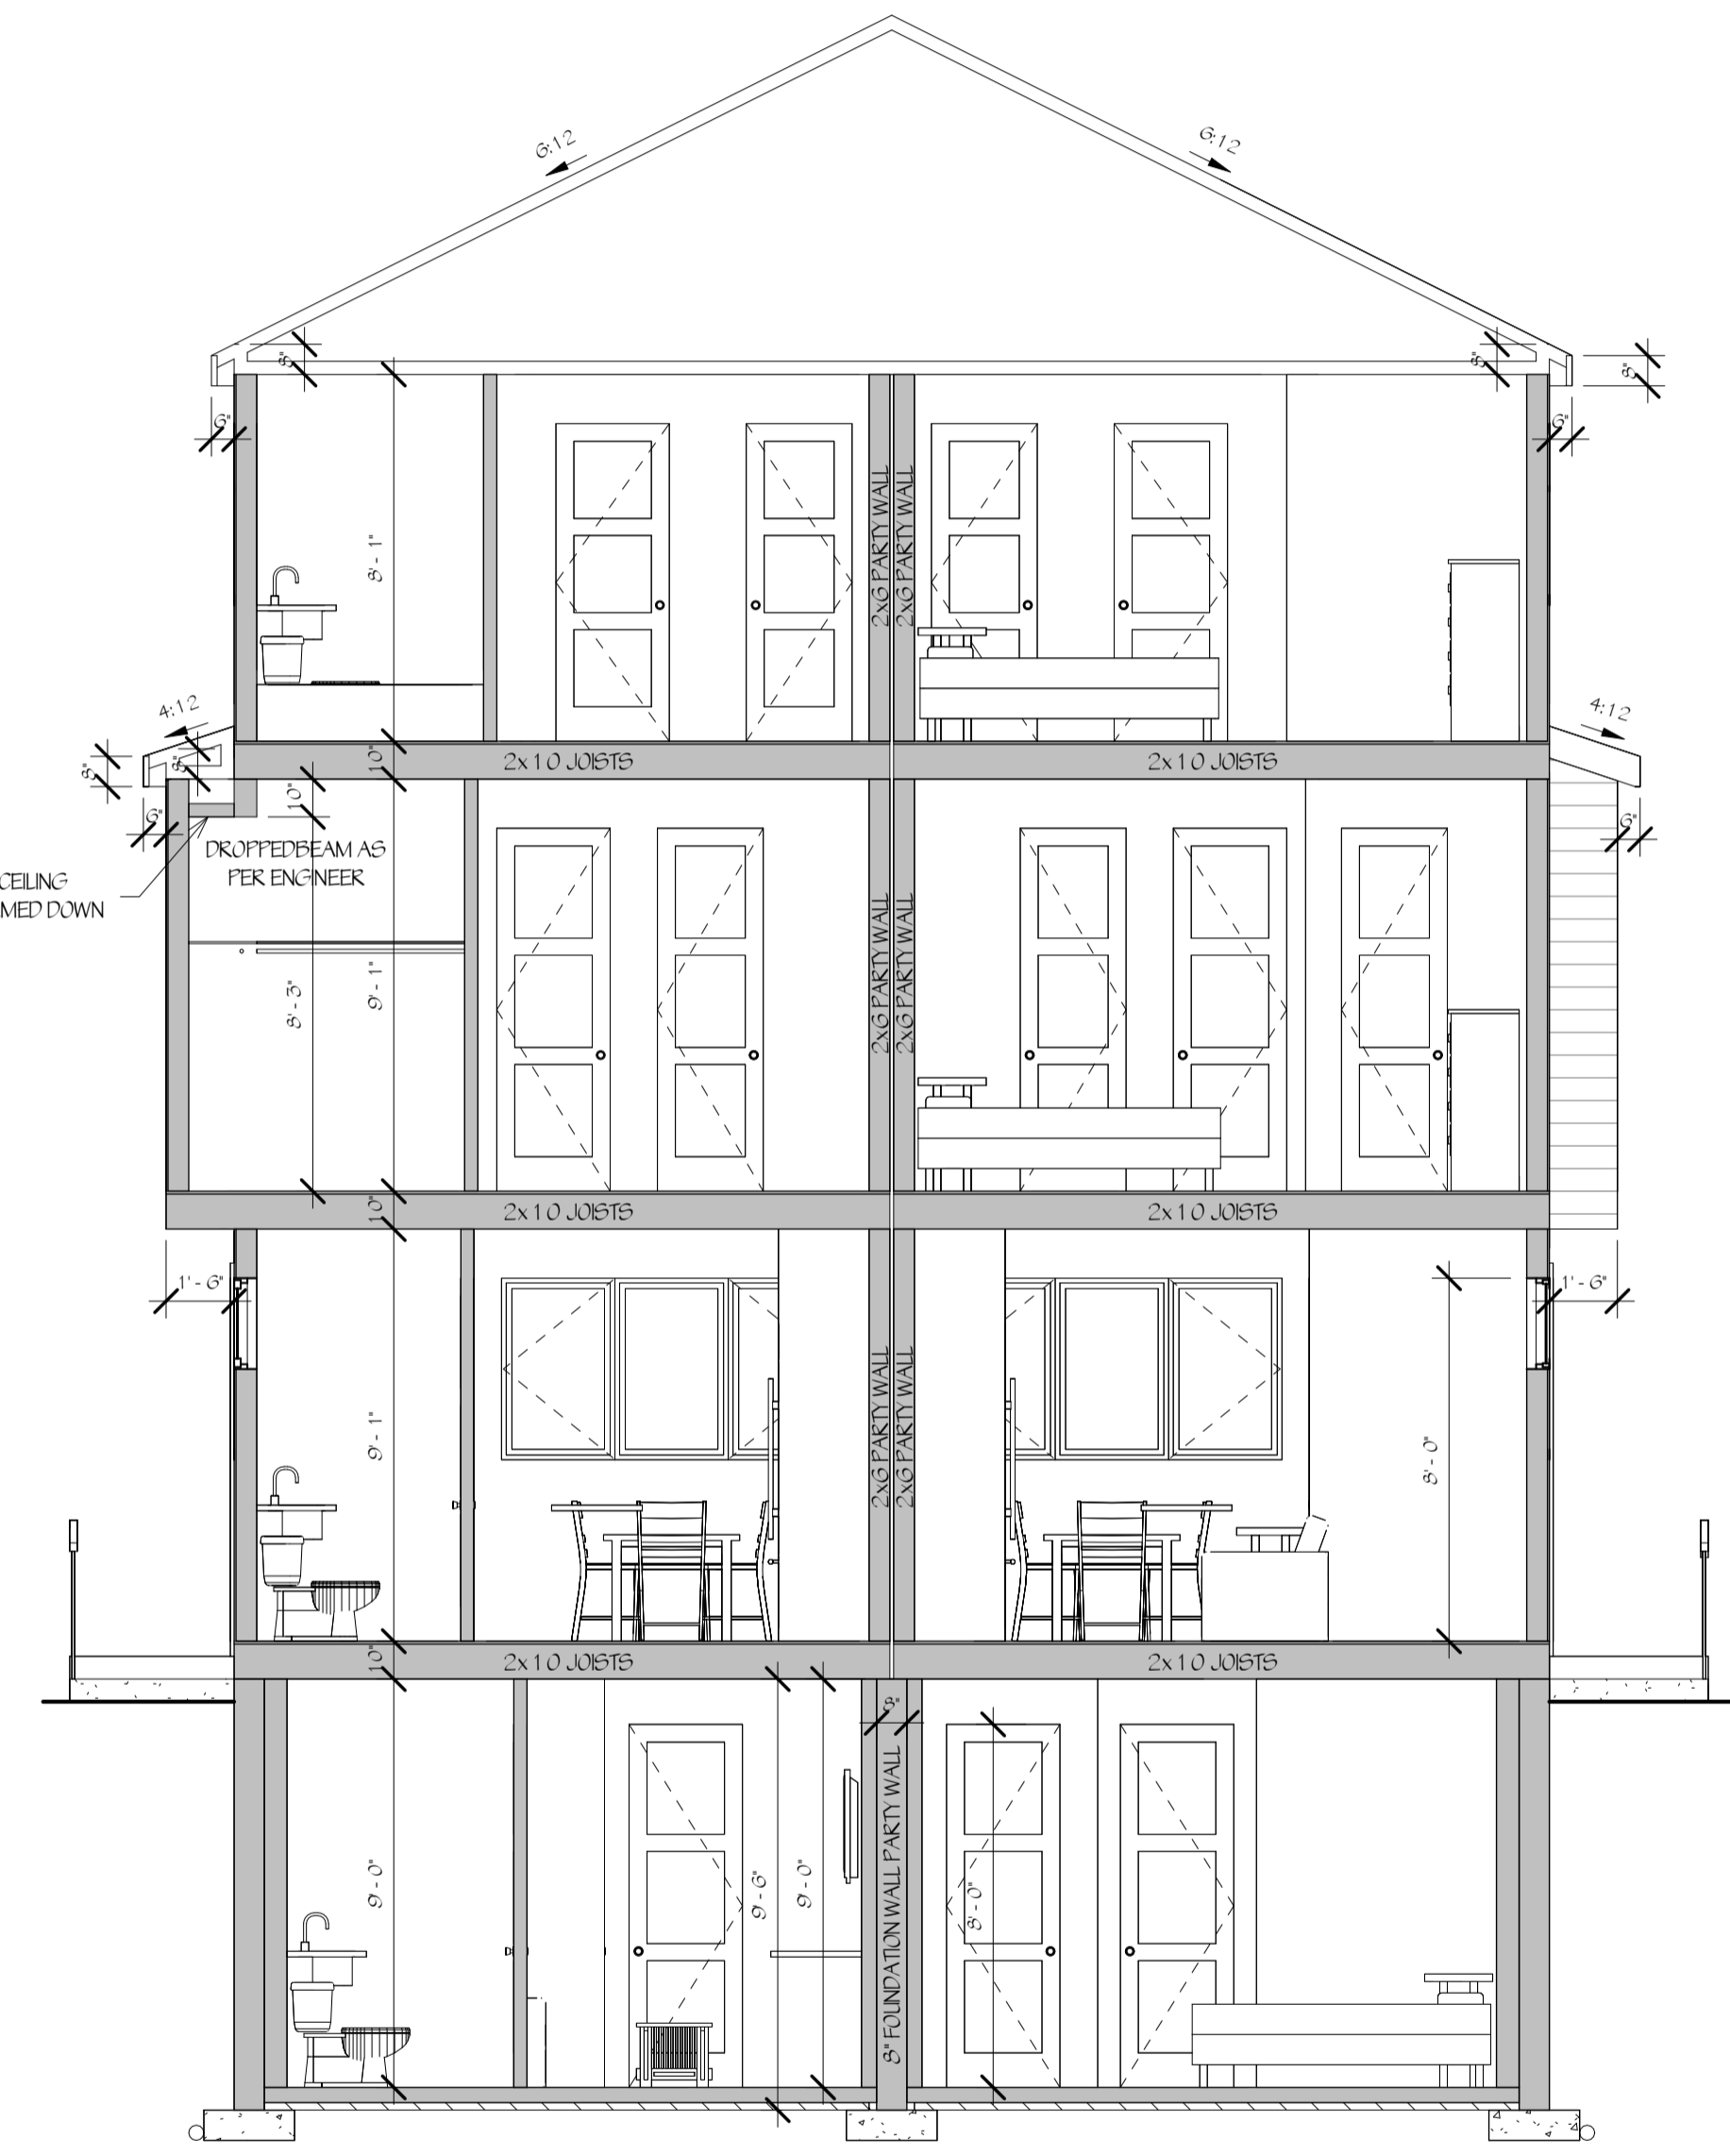 6:12
6:12
8"
8"
8"
6"
6"
8' - 1"
2x6 PARTY WALL
2x6 PARTY WALL
4:12
4:12
8"
8"
10"
2x10 JOISTS
2x10 JOISTS
10"
6"
6"
DROPPEDBEAM AS
PER ENGINEER
CEILING
MED DOWN
8' - 3"
9' - 1"
2x6 PARTY WALL
2x6 PARTY WALL
10"
2x10 JOISTS
2x10 JOISTS
1' - 6"
1' - 6"
9' - 1"
2x6 PARTY WALL
2x6 PARTY WALL
8' - 0"
10"
2x10 JOISTS
2x10 JOISTS
8"
9' - 0"
9' - 6"
9' - 0"
8" FOUNDATION WALL PARTY WALL
8' - 0"